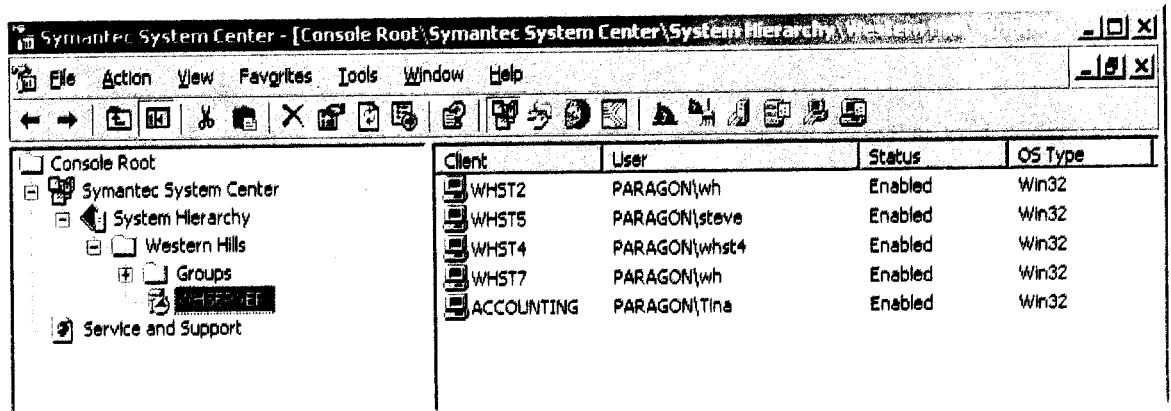 Symantec System Center - [Console Root\Symantec System Center\System Hierarchy\Western
File Action View Favorites Tools Window Help
Console Root
Symantec System Center
System Hierarchy
Western Hills
Groups
Service and Support
Client User Status OS Type
WHST2 PARAGON\wh Enabled Win32
WHST5 PARAGON\steve Enabled Win32
WHST4 PARAGON\whst4 Enabled Win32
WHST7 PARAGON\wh Enabled Win32
ACCOUNTING PARAGON\Tina Enabled Win32